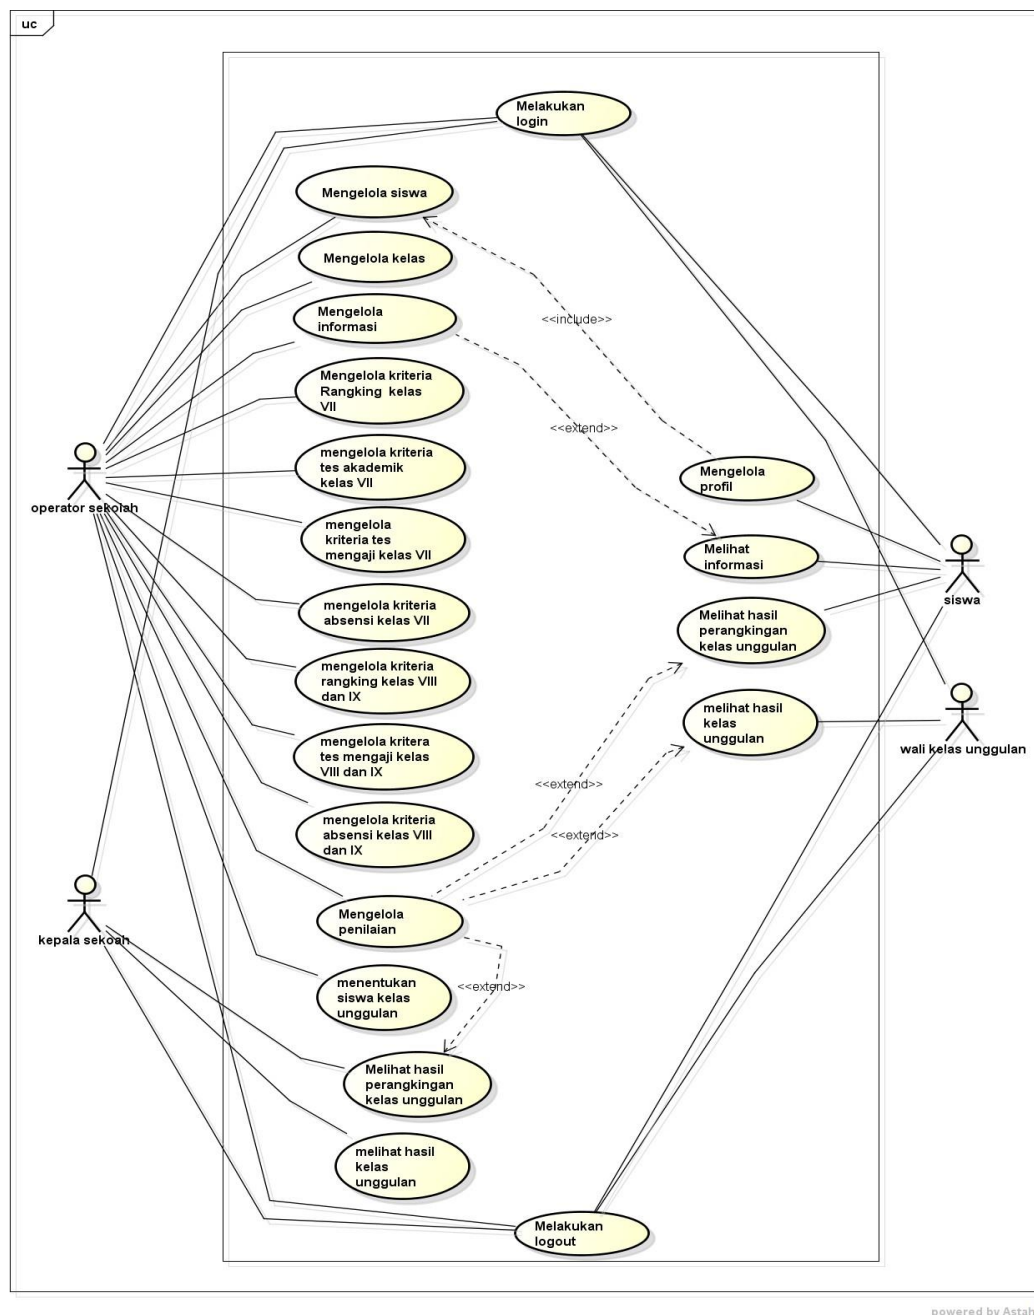 uc
Melakukan
login
Mengelola siswa
Mengelola kelas
Mengelola
informasi
<<include>>
Mengelola kriteria
Rangking kelas
VII
<<extend>>
mengelola kriteria
tes akademik
kelas VII
Mengelola
profil
operator sekolah
mengelola
kriteria tes
mengaji kelas VII
Melihat
informasi
siswa
mengelola kriteria
absensi kelas VII
Melihat hasil
perangkingan
kelas unggulan
mengelola kriteria
rangking kelas VIII
dan IX
melihat hasil
kelas
unggulan
wali kelas unggulan
mengelola kritera
tes mengaji kelas
VIII dan IX
<<extend>>
mengelola kriteria
absensi kelas VIII
dan IX
<<extend>>
Mengelola
penilaian
kepala sekoah
menentukan
siswa kelas
unggulan
<<extend>>
Melihat hasil
perangkingan
kelas unggulan
melihat hasil
kelas
unggulan
Melakukan
logout
powered by Astah